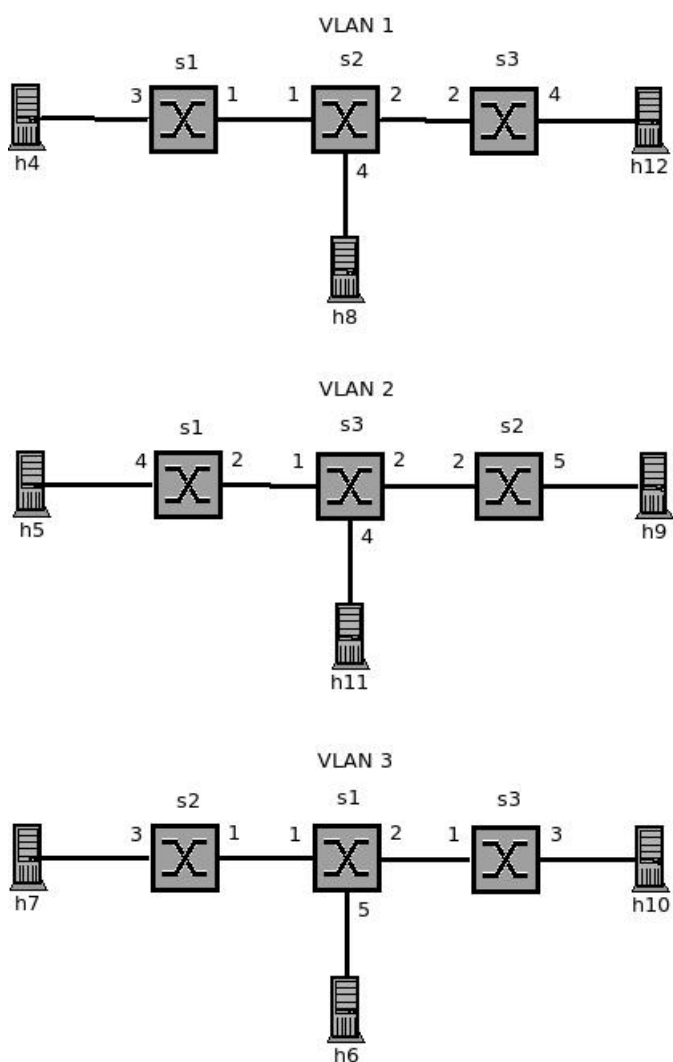 VLAN 1
s1 s2 s3
3 1 1 2 2 4
h4 4 h12
h8
VLAN 2
s1 s3 s2
4 2 1 2 2 5
h5 4 h9
h11
VLAN 3
s2 s1 s3
3 1 1 2 1 3
h7 5 h10
h6